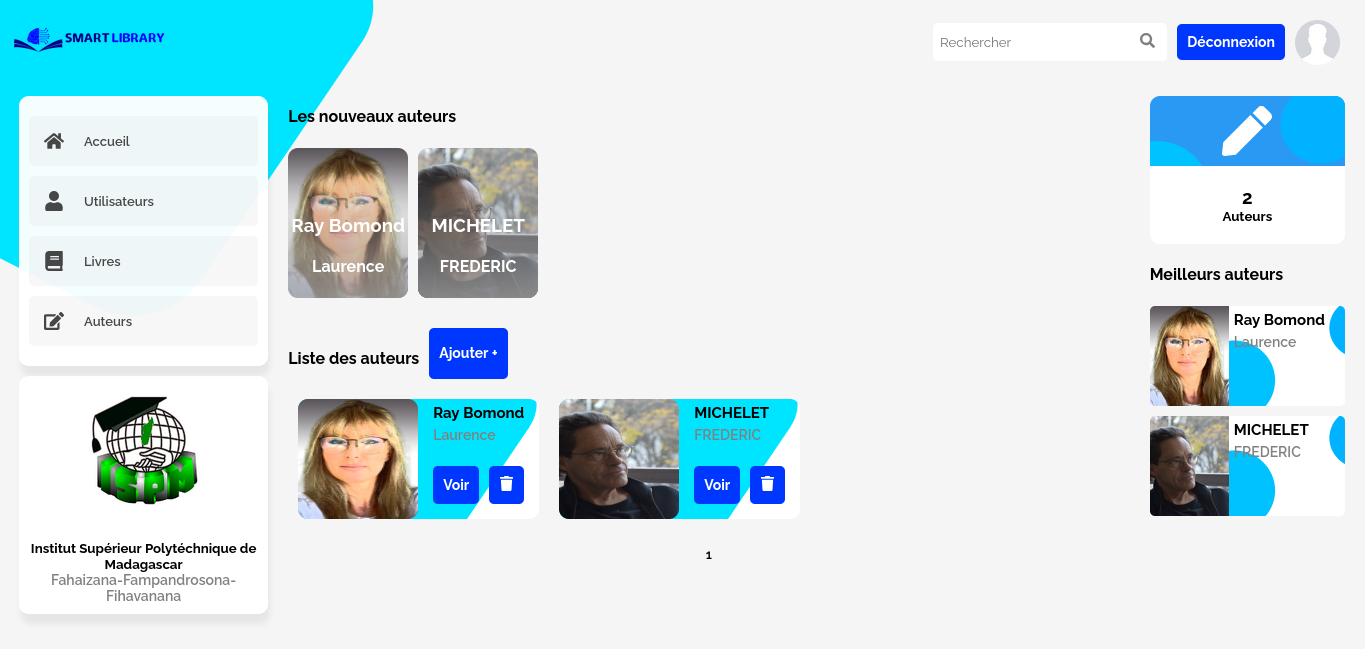 SMART LIBRARY
Rechercher
Déconnexion
Accueil
Utilisateurs
Livres
Auteurs
ISPM
Institut Supérieur Polytéchnique de
Madagascar
Fahaizana-Fampandrosona-
Fihavanana
Les nouveaux auteurs
Ray Bomond
Laurence
MICHELET
FREDERIC
Liste des auteurs
Ajouter +
Ray Bomond
Laurence
Voir
MICHELET
FREDERIC
Voir
1
2
Auteurs
Meilleurs auteurs
Ray Bomond
Laurence
MICHELET
FREDERIC